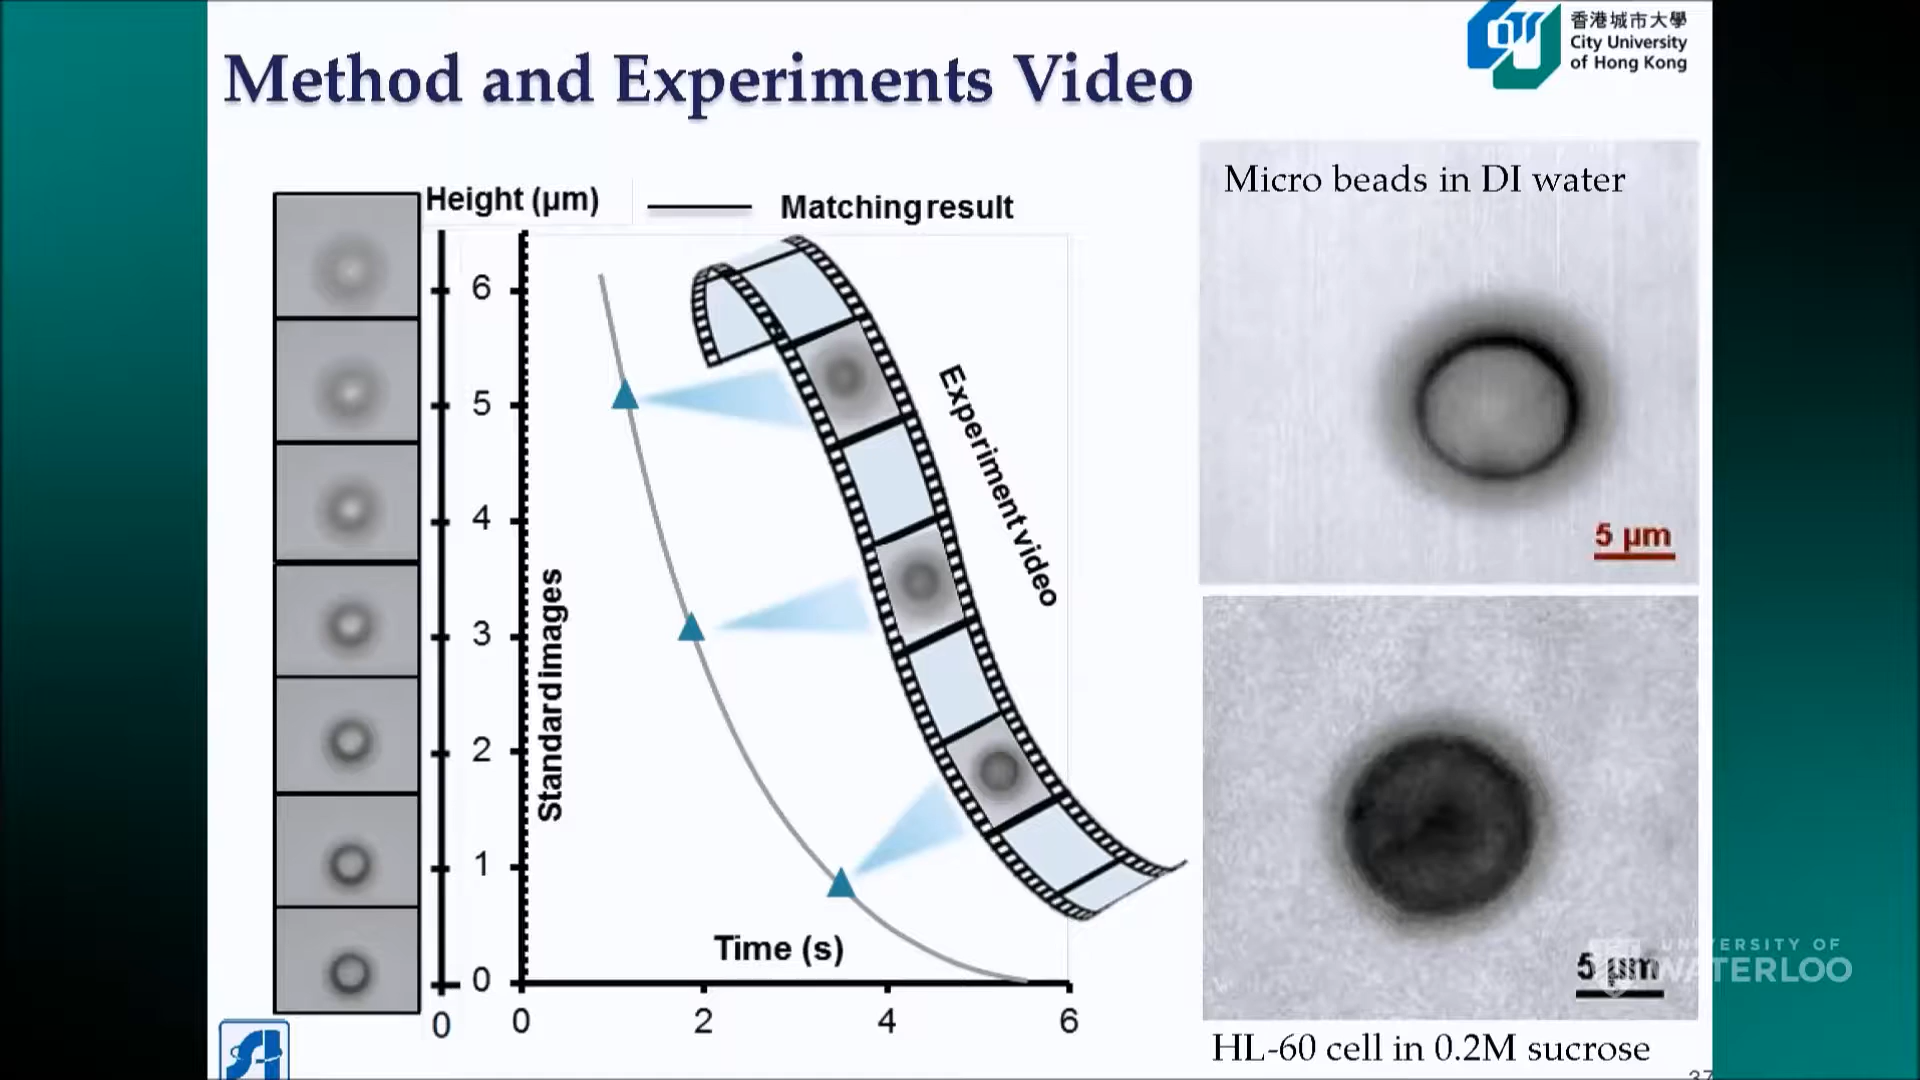 Method and Experiments Video
香港城市大學
City University
of Hong Kong
Height (µm)
Matching result
6
5
4
3
2
1
0
0
Standard images
Experiment video
Time (s)
0
2
4
6
Micro beads in DI water
5 µm
5 µm
HL-60 cell in 0.2M sucrose
UNIVERSITY OF
WATERLOO
37